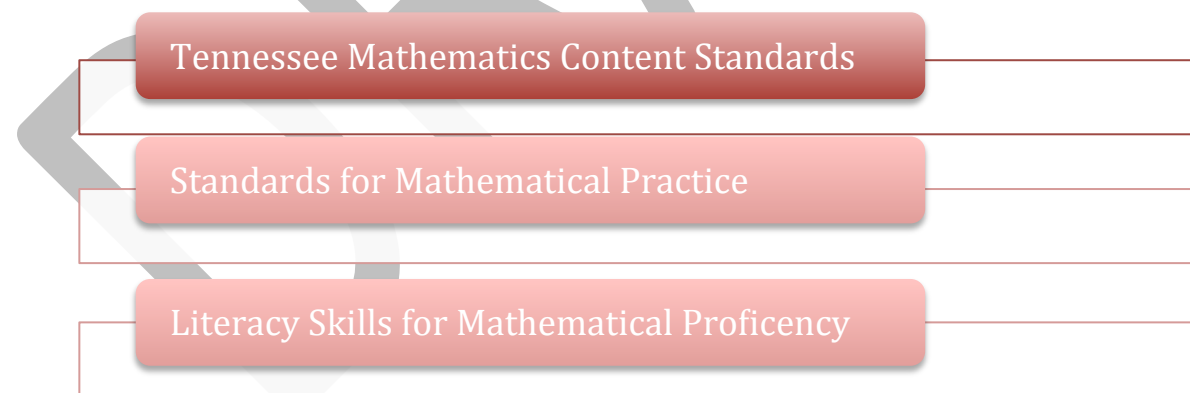 Tennessee Mathematics Content Standards
Standards for Mathematical Practice
Literacy Skills for Mathematical Proficency